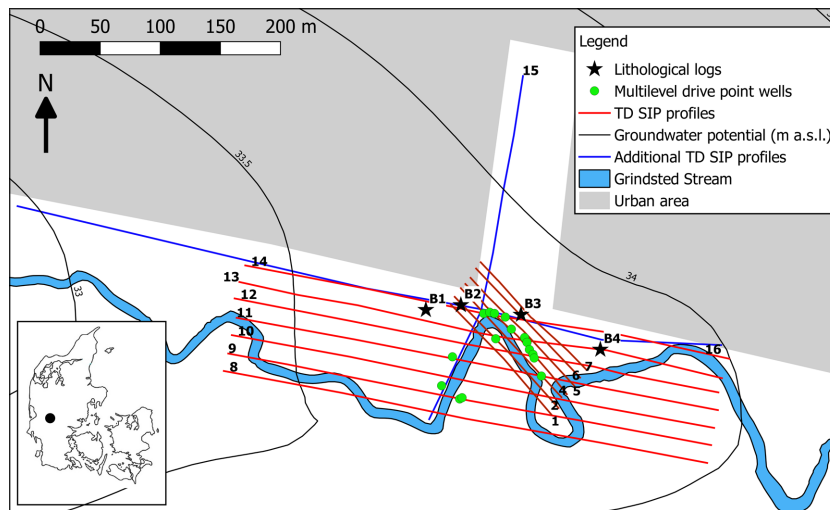 0 50 100 150 200 m
N
Legend
Lithological logs
Multilevel drive point wells
TD SIP profiles
Groundwater potential (m a.s.l.)
Additional TD SIP profiles
Grindsted Stream
Urban area
15
33.5
34
33
14
13
12
11
10
9
8
B1
B2
B3
B4
16
7
6
5
4
2
1